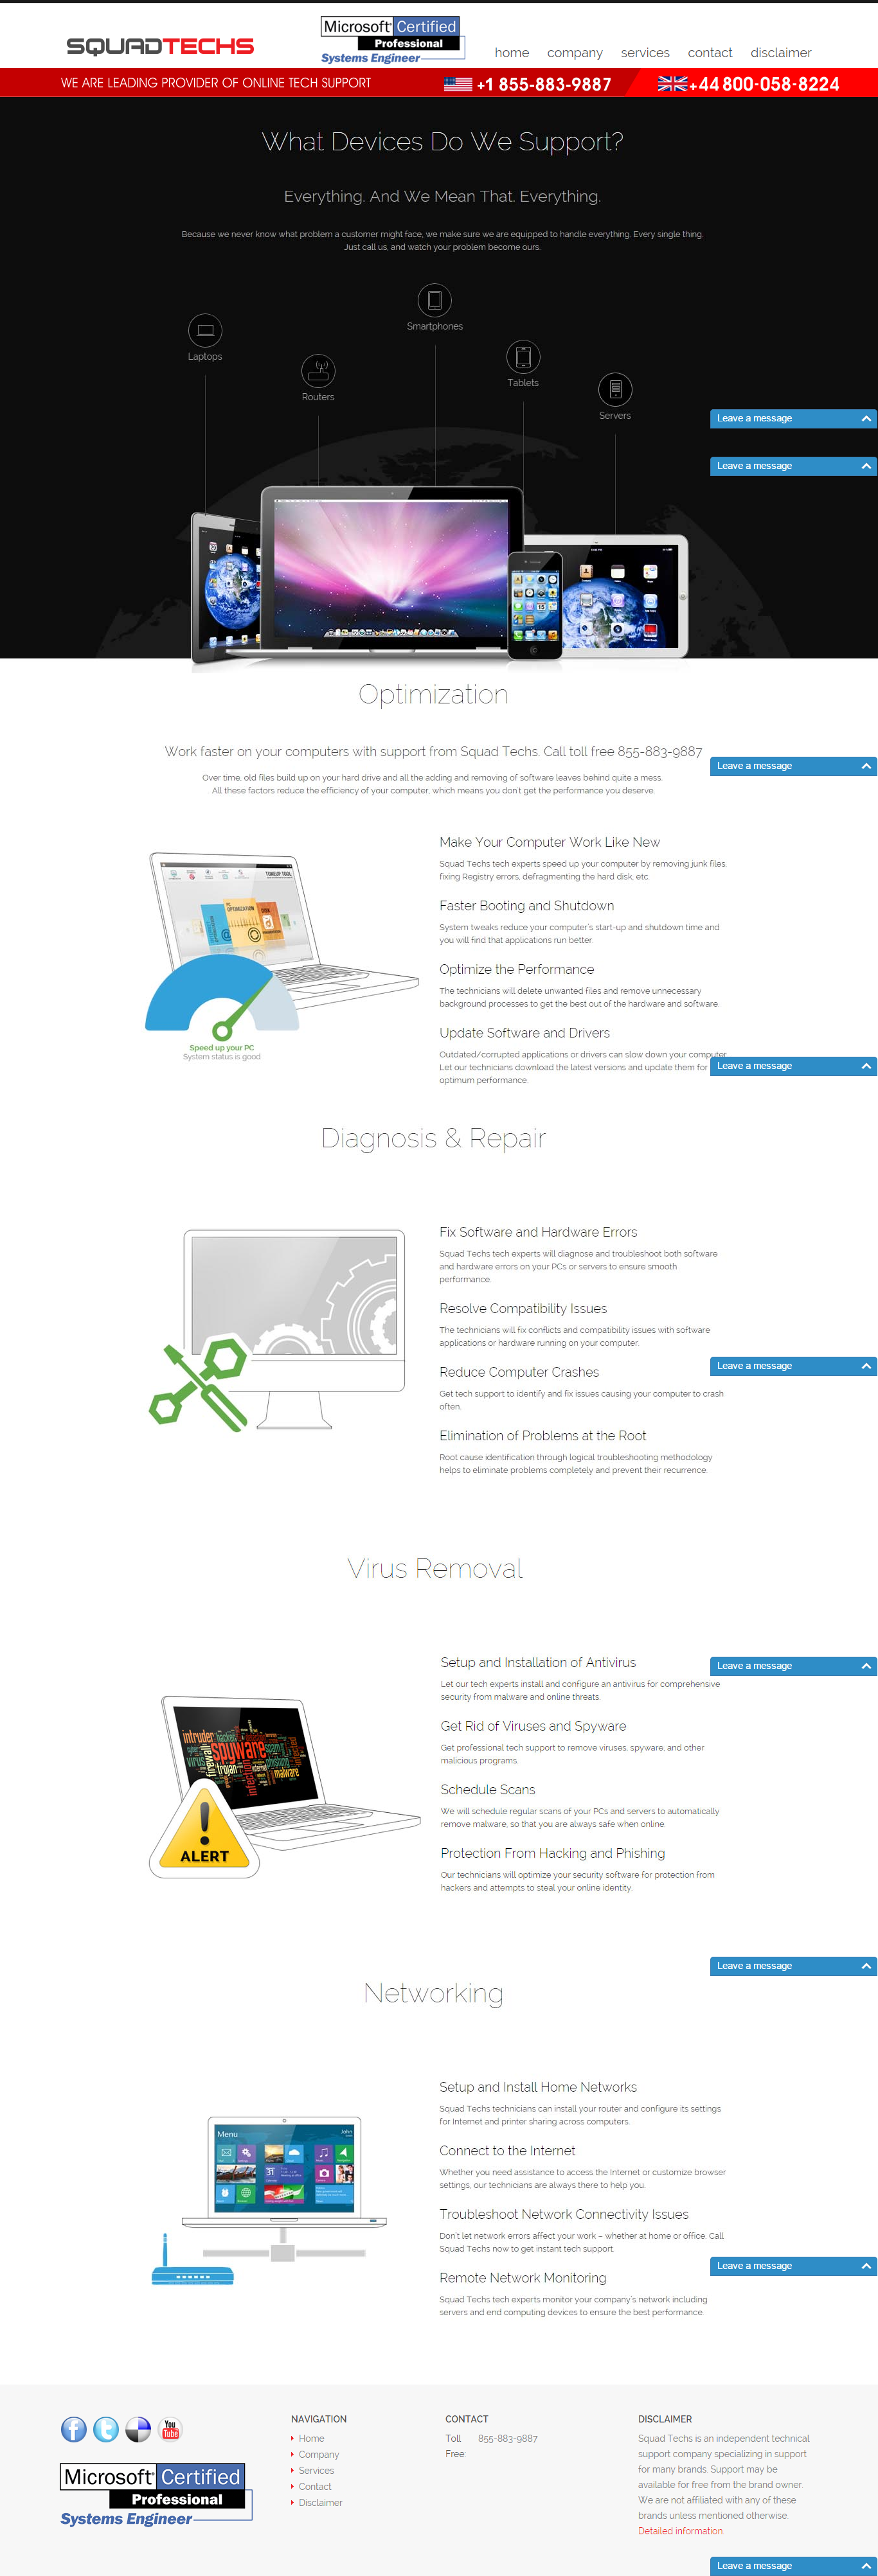 SQUADTECHS
Microsoft Certified
Professional
Systems Engineer
home company services contact disclaimer
WE ARE LEADING PROVIDER OF ONLINE TECH SUPPORT
+1 855-883-9887
+44 800-058-8224
What Devices Do We Support?
Everything. And We Mean That. Everything.
Because we never know what problem a customer might face, we make sure we are equipped to handle everything. Every single thing.
Just call us, and watch your problem become ours.
Smartphones
Laptops
Tablets
Routers
Servers
Leave a message
Leave a message
Optimization
Work faster on your computers with support from Squad Techs. Call toll free 855-883-9887
Leave a message
Over time, old files build up on your hard drive and all the adding and removing of software leaves behind quite a mess.
All these factors reduce the efficiency of your computer, which means you don't get the performance you deserve.
TUNEUP TOOL
PC OPTIMIZATION
DISK
Speed up your PC
System status is good
Make Your Computer Work Like New
Squad Techs tech experts speed up your computer by removing junk files,
fixing Registry errors, defragmenting the hard disk, etc.
Faster Booting and Shutdown
System tweaks reduce your computer's start-up and shutdown time and
you will find that applications run better.
Optimize the Performance
The technicians will delete unwanted files and remove unnecessary
background processes to get the best out of the hardware and software.
Update Software and Drivers
Outdated/corrupted applications or drivers can slow down your computer.
Let our technicians download the latest versions and update them for
optimum performance.
Leave a message
Diagnosis & Repair
Fix Software and Hardware Errors
Squad Techs tech experts will diagnose and troubleshoot both software
and hardware errors on your PCs or servers to ensure smooth
performance.
Resolve Compatibility Issues
The technicians will fix conflicts and compatibility issues with software
applications or hardware running on your computer.
Reduce Computer Crashes
Leave a message
Get tech support to identify and fix issues causing your computer to crash
often.
Elimination of Problems at the Root
Root cause identification through logical troubleshooting methodology
helps to eliminate problems completely and prevent their recurrence.
Virus Removal
intruder hacker
spyware
spam
virus
firewall
trojan
internet
phishing
infection
malware
ALERT
Setup and Installation of Antivirus
Leave a message
Let our tech experts install and configure an antivirus for comprehensive
security from malware and online threats.
Get Rid of Viruses and Spyware
Get professional tech support to remove viruses, spyware, and other
malicious programs.
Schedule Scans
We will schedule regular scans of your PCs and servers to automatically
remove malware, so that you are always safe when online.
Protection From Hacking and Phishing
Our technicians will optimize your security software for protection from
hackers and attempts to steal your online identity.
Leave a message
Networking
Menu
John
31
Setup and Install Home Networks
Squad Techs technicians can install your router and configure its settings
for Internet and printer sharing across computers.
Connect to the Internet
Whether you need assistance to access the Internet or customize browser
settings, our technicians are always there to help you.
Troubleshoot Network Connectivity Issues
Don't let network errors affect your work – whether at home or office. Call
Squad Techs now to get instant tech support.
Leave a message
Remote Network Monitoring
Squad Techs tech experts monitor your company's network including
servers and end computing devices to ensure the best performance.
You Tube
Microsoft Certified
Professional
Systems Engineer
NAVIGATION
Home
Company
Services
Contact
Disclaimer
CONTACT
Toll Free: 855-883-9887
DISCLAIMER
Squad Techs is an independent technical
support company specializing in support
for many brands. Support may be
available for free from the brand owner.
We are not affiliated with any of these
brands unless mentioned otherwise.
Detailed information
Leave a message